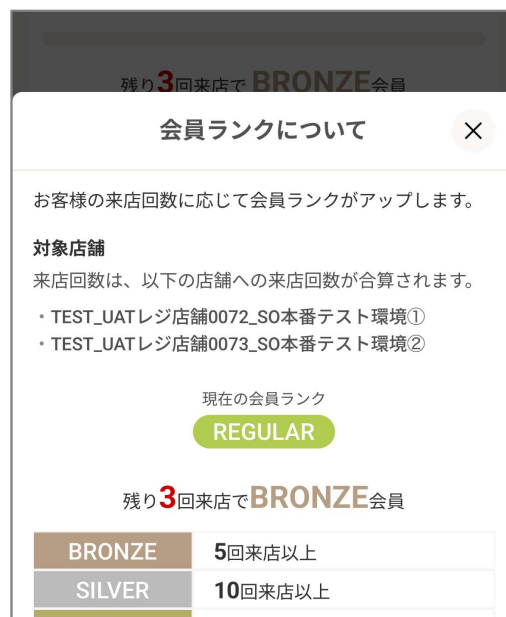 残り3回来店でBRONZE会員
会員ランクについて
お客様の来店回数に応じて会員ランクがアップします。
対象店舗
来店回数は、以下の店舗への来店回数が合算されます。
・TEST_UATレジ店舗0072_SO本番テスト環境①
・TEST_UATレジ店舗0073_SO本番テスト環境②
現在の会員ランク
REGULAR
残り3回来店でBRONZE会員
BRONZE 5回来店以上
SILVER 10回来店以上